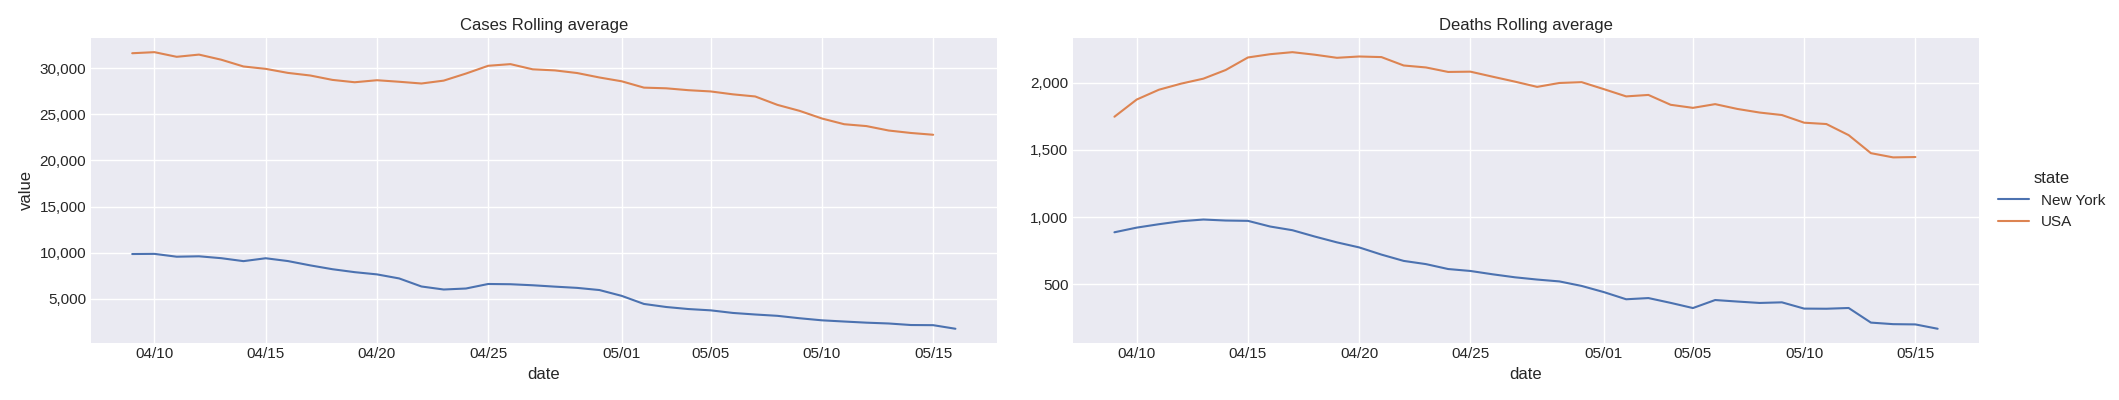 Cases Rolling average
30,000
25,000
20,000
15,000
10,000
5,000
value
04/10 04/15 04/20 04/25 05/01 05/05 05/10 05/15
date
Deaths Rolling average
2,000
1,500
1,000
500
04/10 04/15 04/20 04/25 05/01 05/05 05/10 05/15
date
state
New York
USA